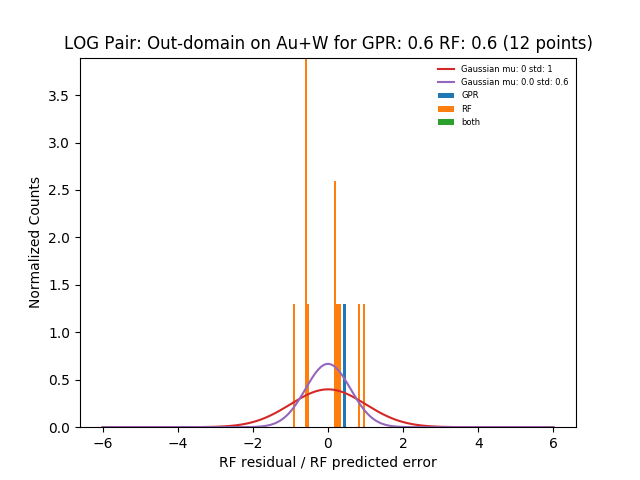 LOG Pair: Out-domain on Au+W for GPR: 0.6 RF: 0.6 (12 points)
Gaussian mu: 0 std: 1
Gaussian mu: 0.0 std: 0.6
GPR
RF
both
Normalized Counts
3.5
3.0
2.5
2.0
1.5
1.0
0.5
0.0
−6 −4 −2 0 2 4 6
RF residual / RF predicted error